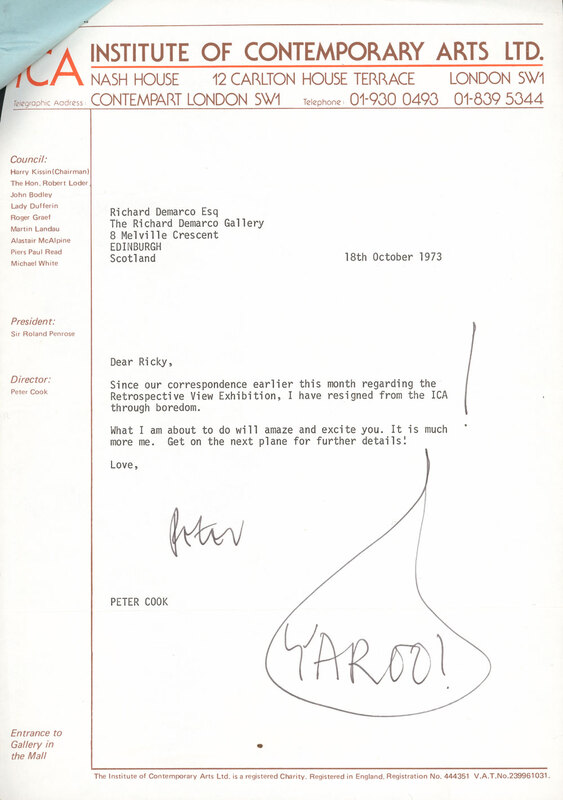 ICA INSTITUTE OF CONTEMPORARY ARTS LTD.
NASH HOUSE 12 CARLTON HOUSE TERRACE LONDON SW1
Telegraphic Address: CONTEMPART LONDON SW1 Telephone: 01-930 0493 01-839 5344
Council:
Harry Kissin(Chairman)
The Hon. Robert Loder
John Bodley
Lady Dufferin
Roger Graef
Martin Landau
Alastair McAlpine
Piers Paul Read
Michael White
President:
Sir Roland Penrose
Director:
Peter Cook
Richard Demarco Esq
The Richard Demarco Gallery
8 Melville Crescent
EDINBURGH
Scotland 18th October 1973
Dear Ricky,
Since our correspondence earlier this month regarding the
Retrospective View Exhibition, I have resigned from the ICA
through boredom. !
What I am about to do will amaze and excite you. It is much
more me. Get on the next plane for further details!
Love,
Peter
PETER COOK
YAROO!
Entrance to
Gallery in
the Mall
The Institute of Contemporary Arts Ltd. is a registered Charity. Registered in England. Registration No. 444351 V.A.T.No.239961031.